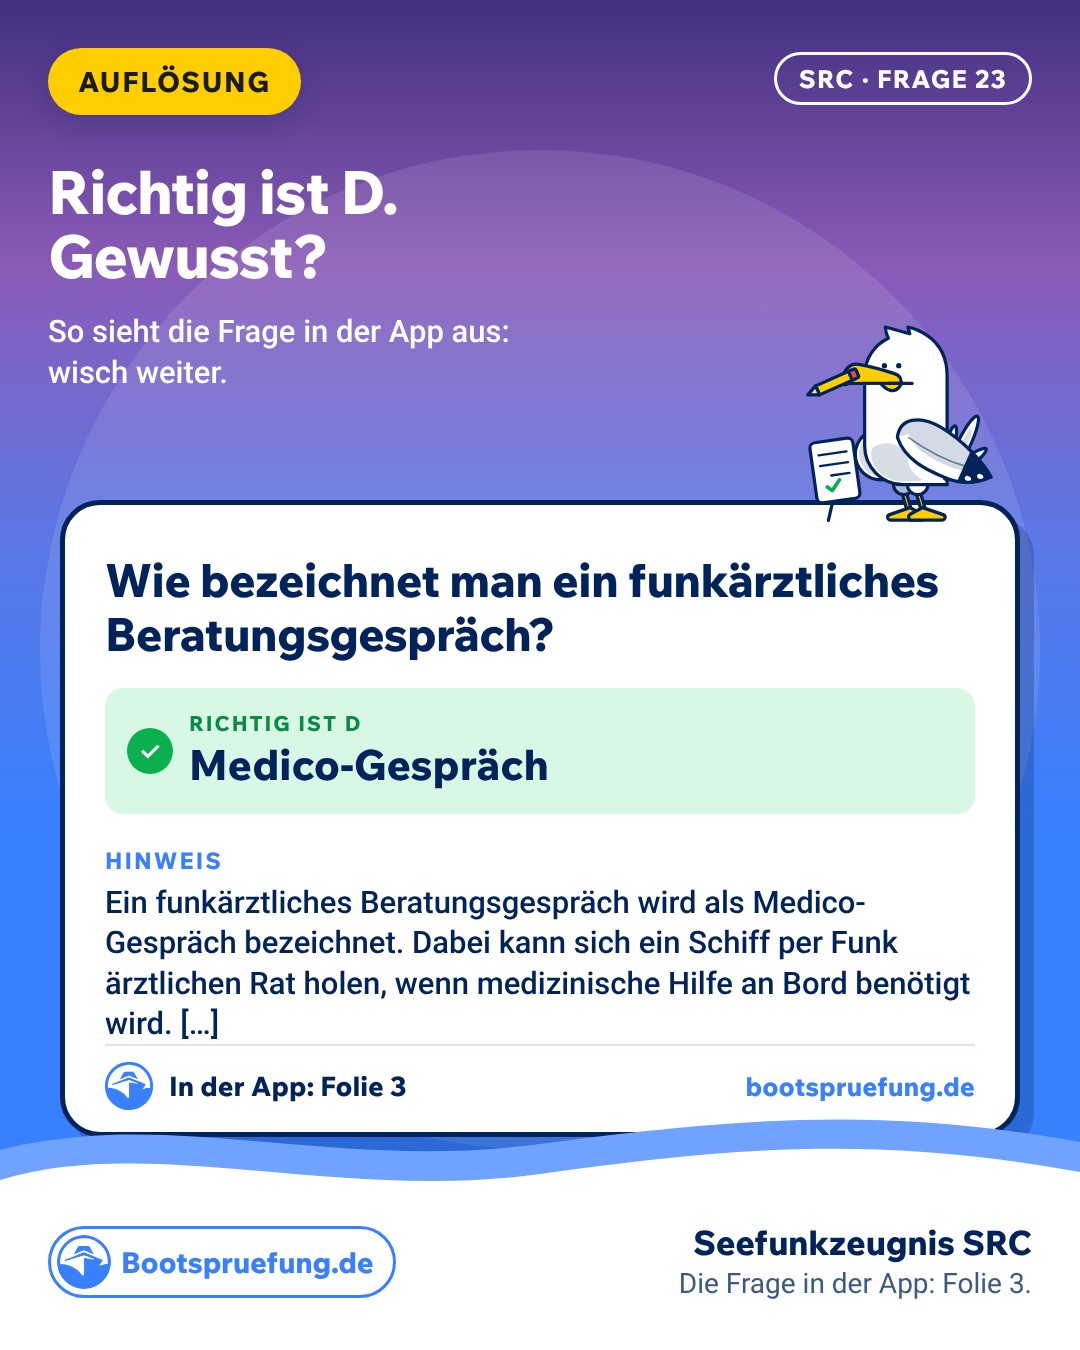 AUFLÖSUNG
SRC · FRAGE 23
Richtig ist D.
Gewusst?
So sieht die Frage in der App aus:
wisch weiter.
Wie bezeichnet man ein funkärztliches
Beratungsgespräch?
RICHTIG IST D
Medico-Gespräch
HINWEIS
Ein funkärztliches Beratungsgespräch wird als Medico-
Gespräch bezeichnet. Dabei kann sich ein Schiff per Funk
ärztlichen Rat holen, wenn medizinische Hilfe an Bord benötigt
wird. [...]
In der App: Folie 3
bootspruefung.de
Bootspruefung.de
Seefunkzeugnis SRC
Die Frage in der App: Folie 3.